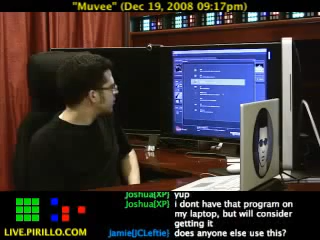 "Muvee" (Dec 19, 2008 09:17pm)
Joshua[XP] yup
Joshua[XP] i dont have that program on
my laptop, but will consider
getting it
LIVE.PIRILLO.COM Jamie[JCLeftie] does anyone else use this?